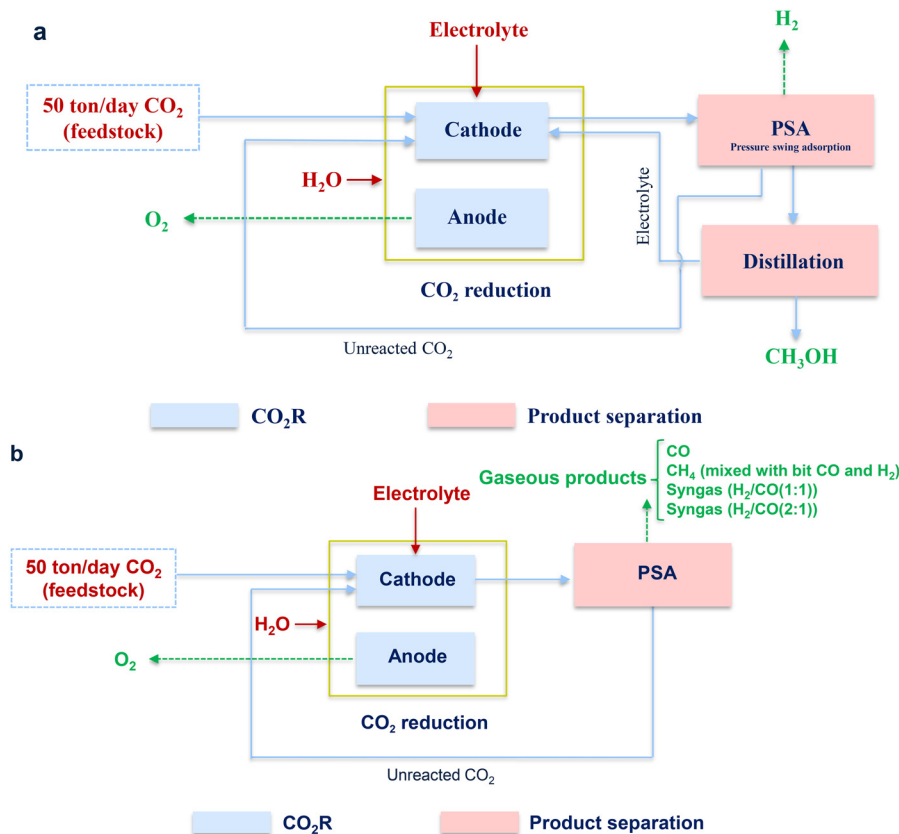 a
Electrolyte
H₂
50 ton/day CO₂
(feedstock)
Cathode
PSA
Pressure swing adsorption
H₂O
O₂
Anode
Electrolyte
Distillation
CO₂ reduction
Unreacted CO₂
CH₃OH
CO₂R
Product separation
b
Electrolyte
Gaseous products
CO
CH₄ (mixed with bit CO and H₂)
Syngas (H₂/CO(1:1))
Syngas (H₂/CO(2:1))
50 ton/day CO₂
(feedstock)
Cathode
PSA
H₂O
O₂
Anode
CO₂ reduction
Unreacted CO₂
CO₂R
Product separation